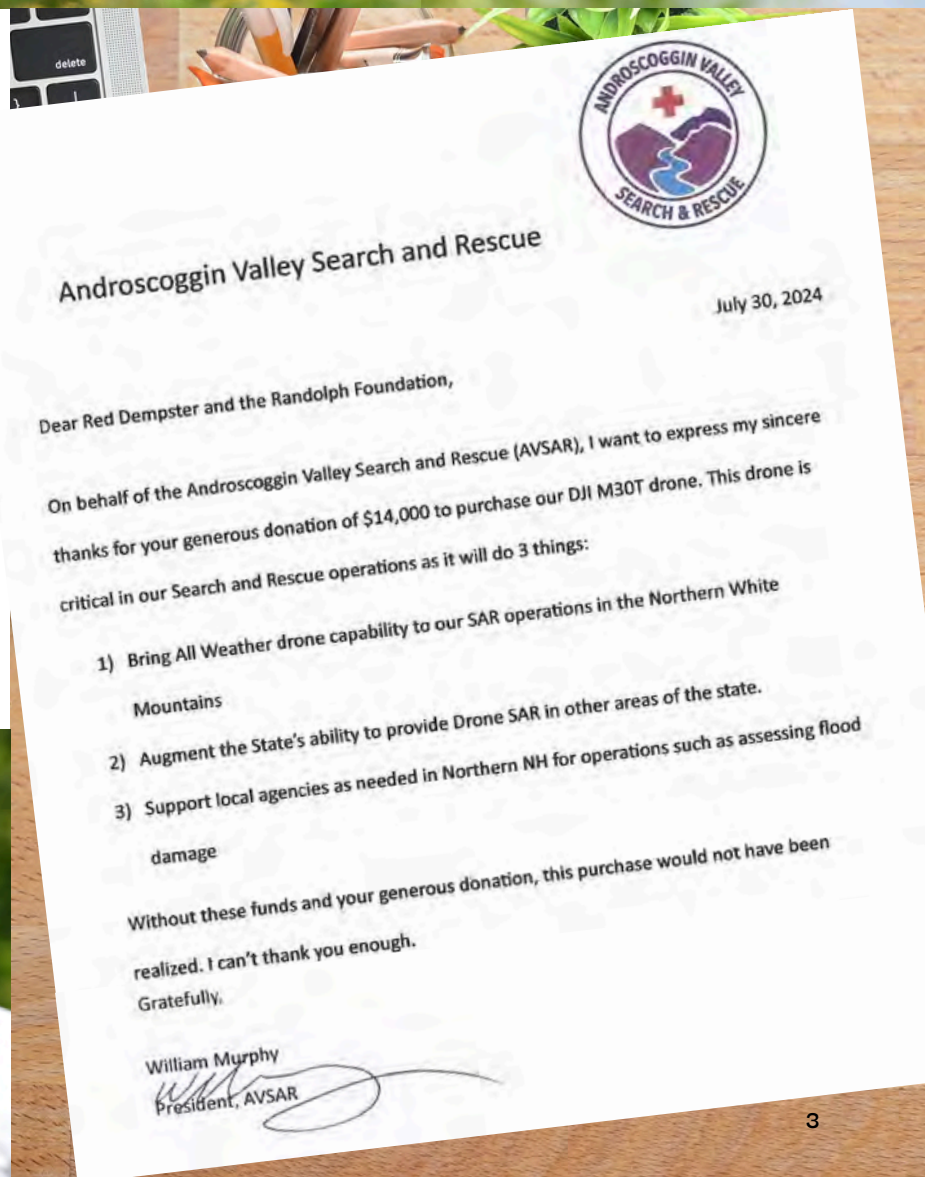 delete
ANDROSCOGGIN VALLEY
SEARCH & RESCUE
Androscoggin Valley Search and Rescue
July 30, 2024
Dear Red Dempster and the Randolph Foundation,
On behalf of the Androscoggin Valley Search and Rescue (AVSAR), I want to express my sincere
thanks for your generous donation of $14,000 to purchase our DJI M30T drone. This drone is
critical in our Search and Rescue operations as it will do 3 things:
1) Bring All Weather drone capability to our SAR operations in the Northern White
Mountains
2) Augment the State's ability to provide Drone SAR in other areas of the state.
3) Support local agencies as needed in Northern NH for operations such as assessing flood
damage
Without these funds and your generous donation, this purchase would not have been
realized. I can't thank you enough.
Gratefully,
William Murphy
President, AVSAR
3